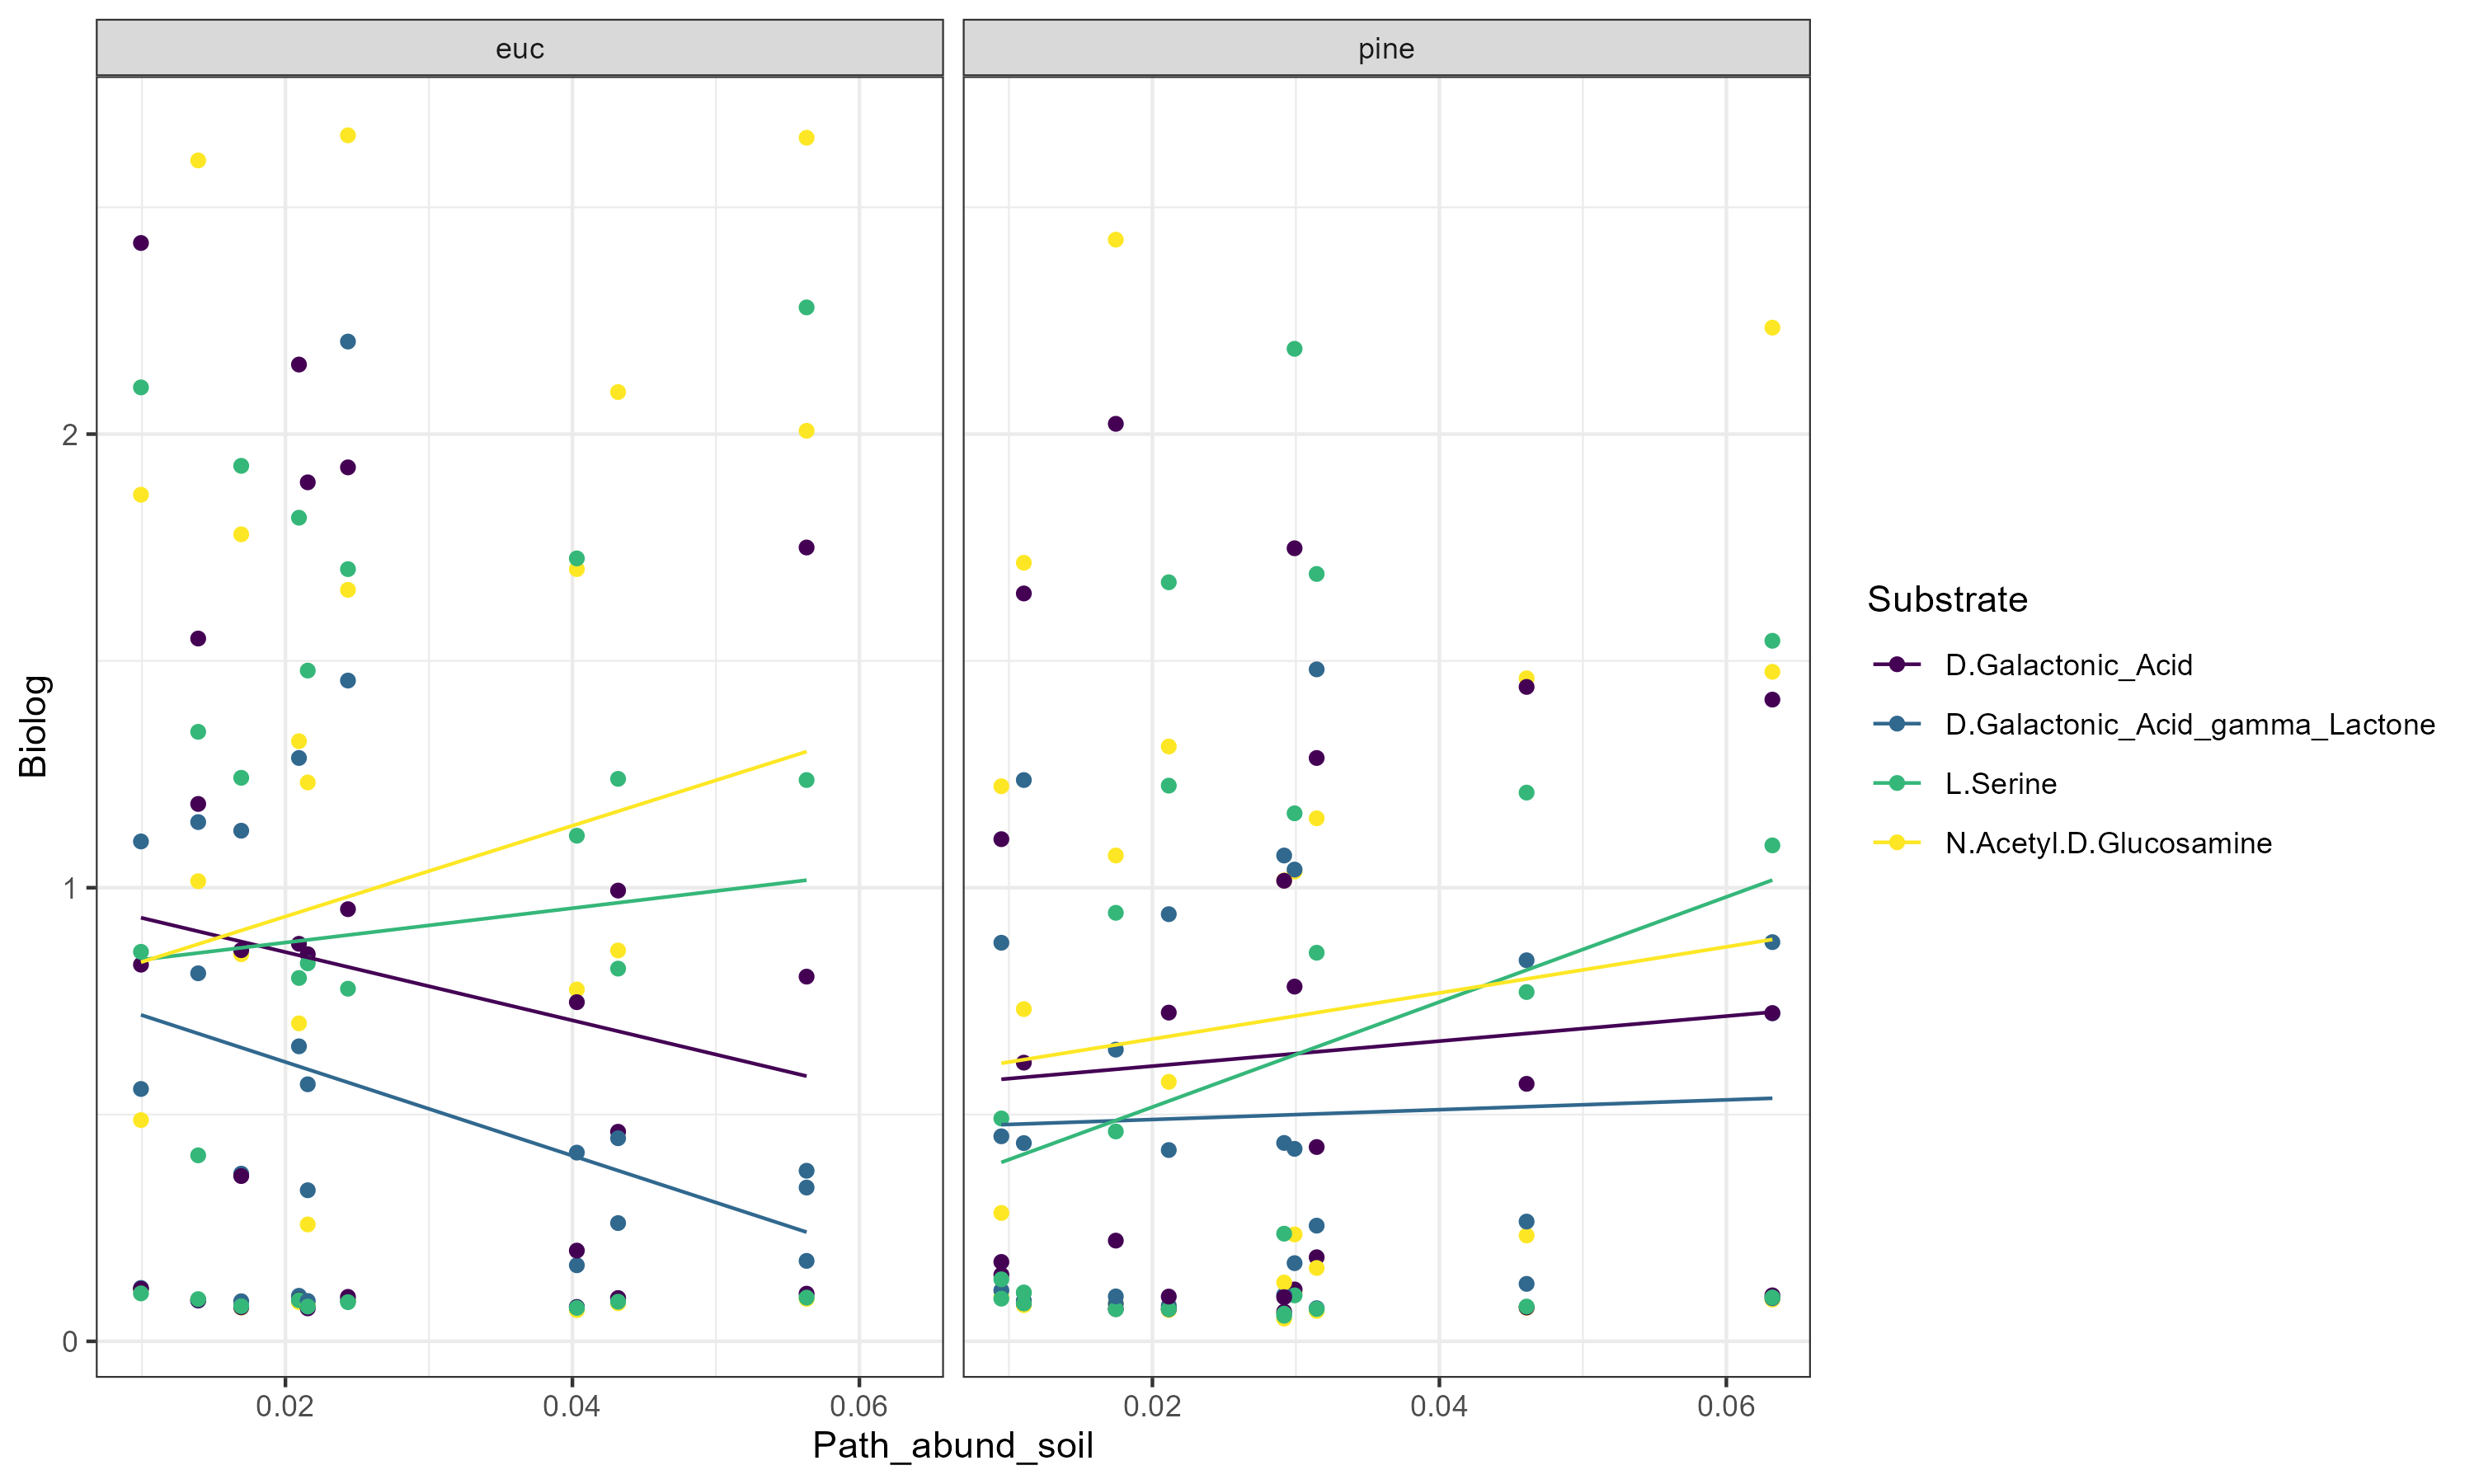 euc
pine
Biolog
2
1
0
0.02
0.04
0.06
0.02
0.04
0.06
Path_abund_soil
Substrate
D.Galactonic_Acid
D.Galactonic_Acid_gamma_Lactone
L.Serine
N.Acetyl.D.Glucosamine